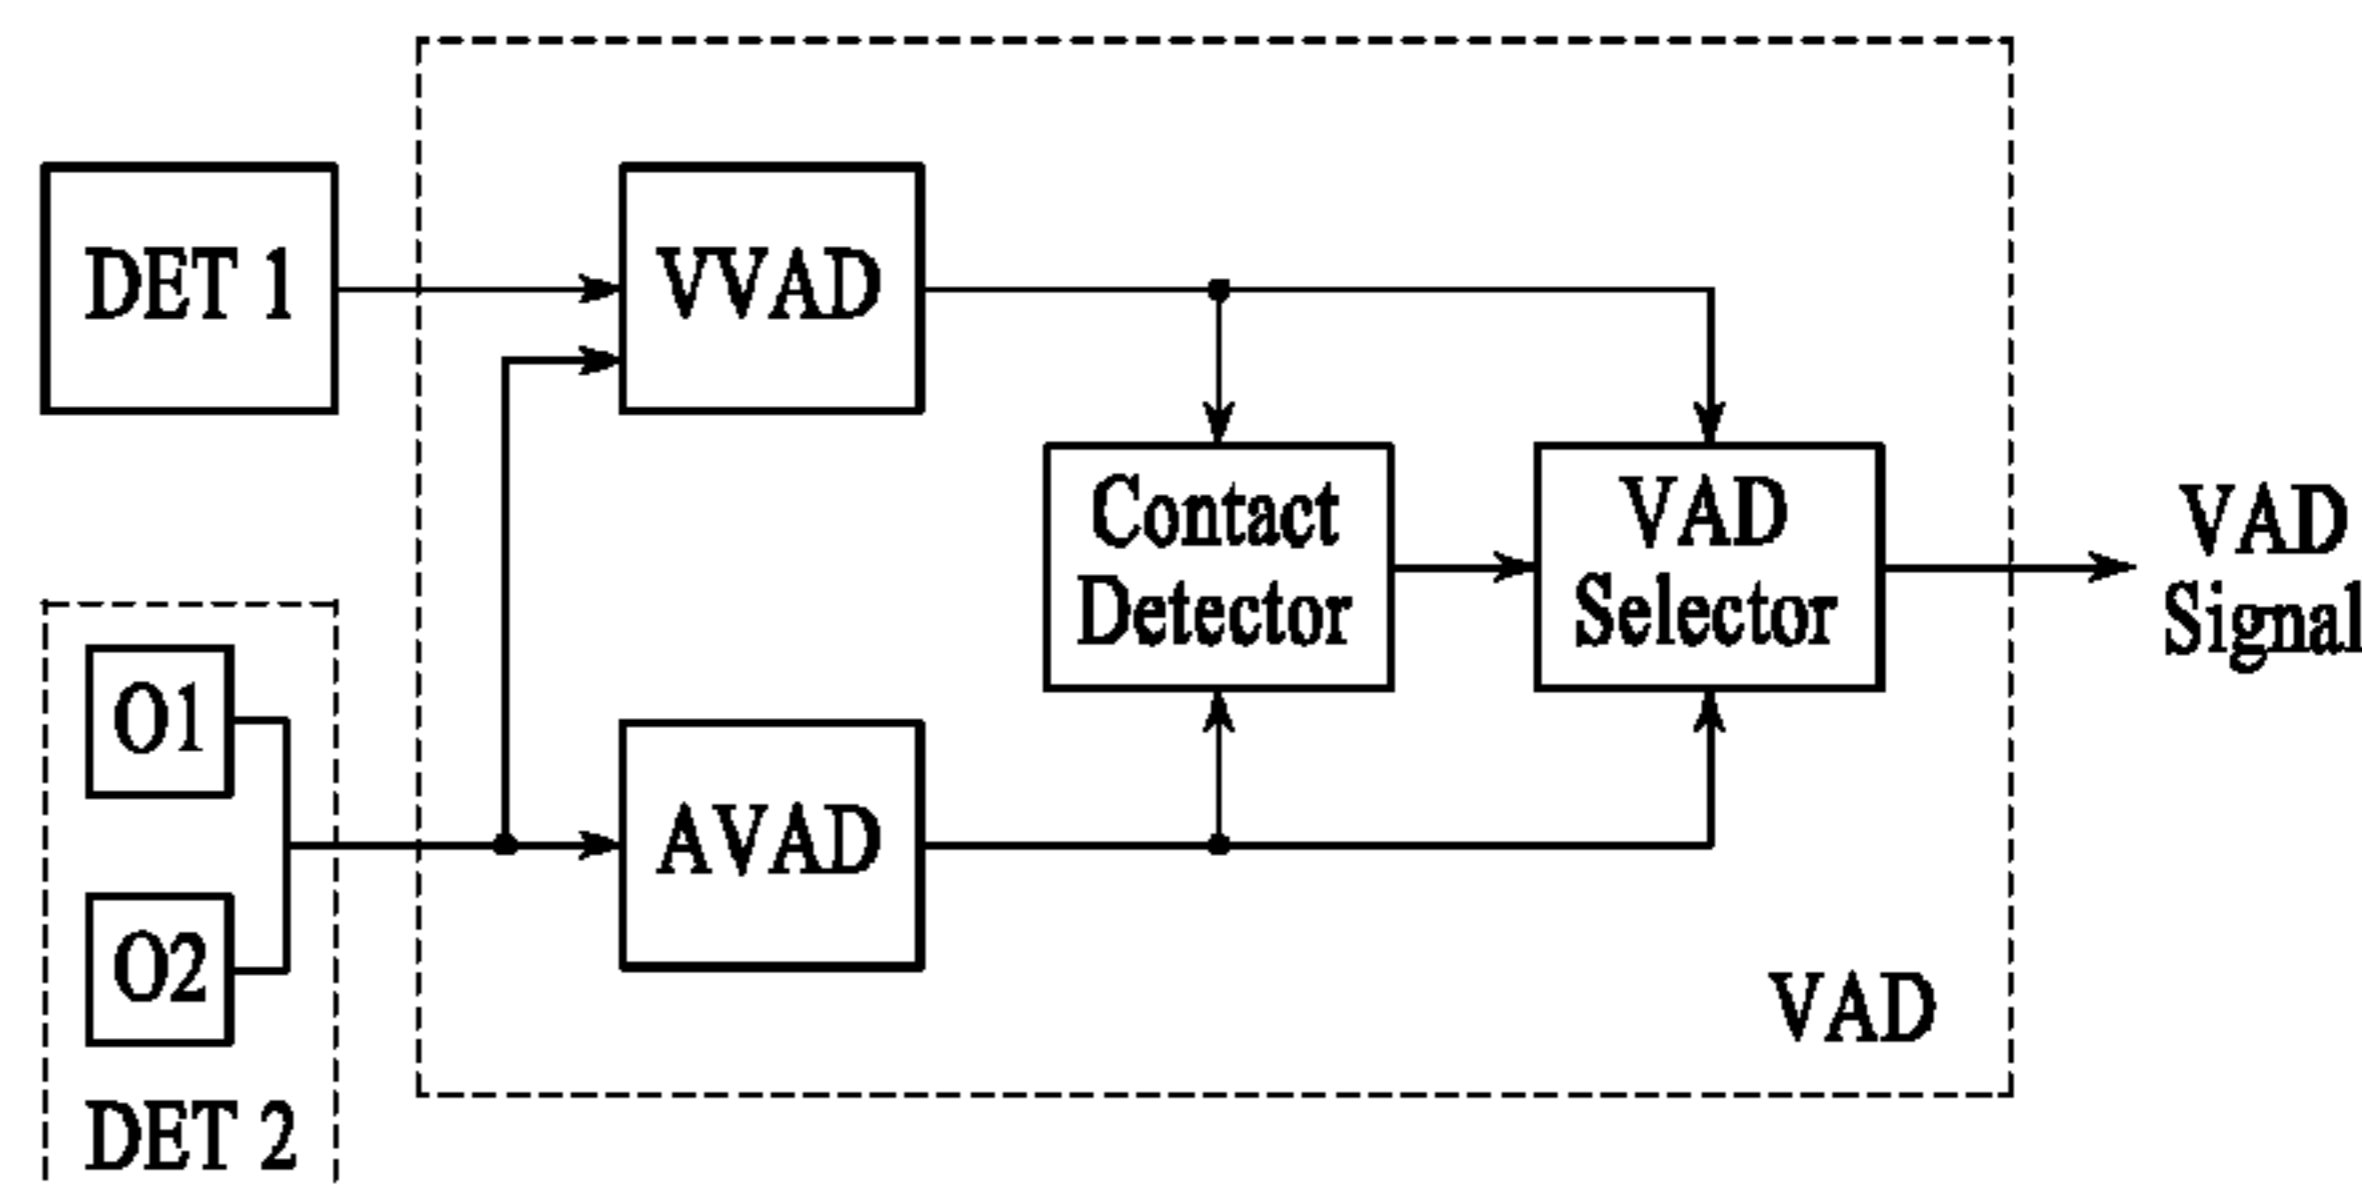 DET 1
VVAD
Contact
Detector
VAD
Selector
VAD
Signal
O1
AVAD
O2
VAD
DET 2